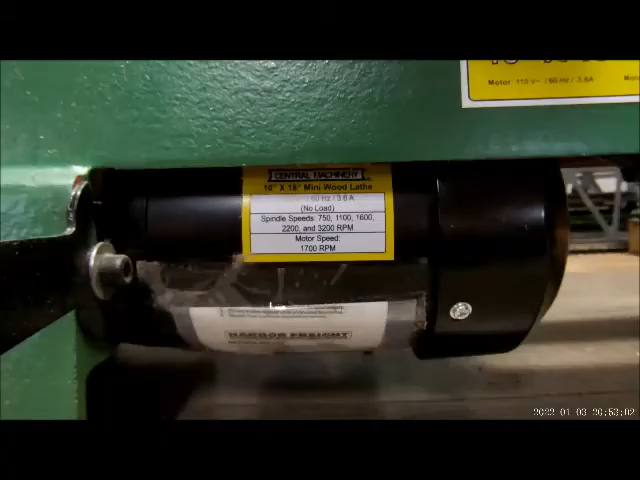 Motor 110 V~ / 60 Hz / 3.6A
CENTRAL MACHINERY
10" X 18" Mini Wood Lathe
/ 60 Hz / 3.6 A
(No Load)
Spindle Speeds: 750, 1100, 1600,
2200, and 3200 RPM
Motor Speed:
1700 RPM
HARBOR FREIGHT
2022-01-03 20:53:02